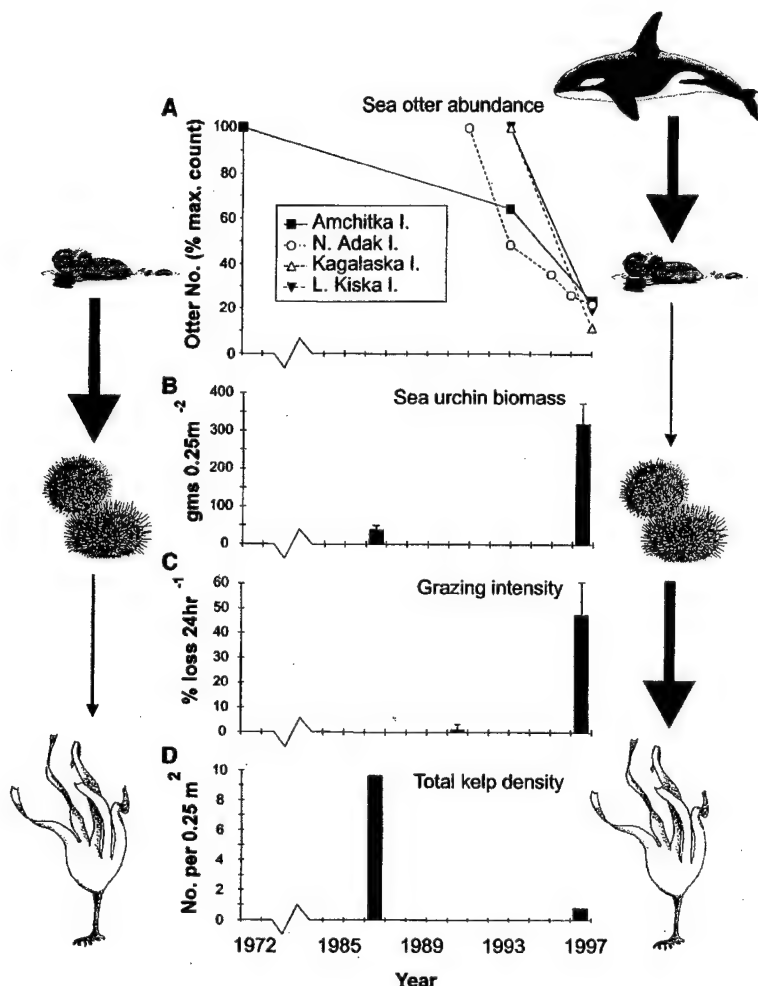 A
Sea otter abundance
Otter No. (% max. count)
100
80
60
40
20
0
Amchitka I.
N. Adak I.
Kagalaska I.
L. Kiska I.
B
Sea urchin biomass
gms 0.25m⁻²
400
300
200
100
0
C
Grazing intensity
% loss 24hr⁻¹
60
50
40
30
20
10
0
D
Total kelp density
No. per 0.25 m²
10
8
6
4
2
0
1972 1985 1989 1993 1997
Year